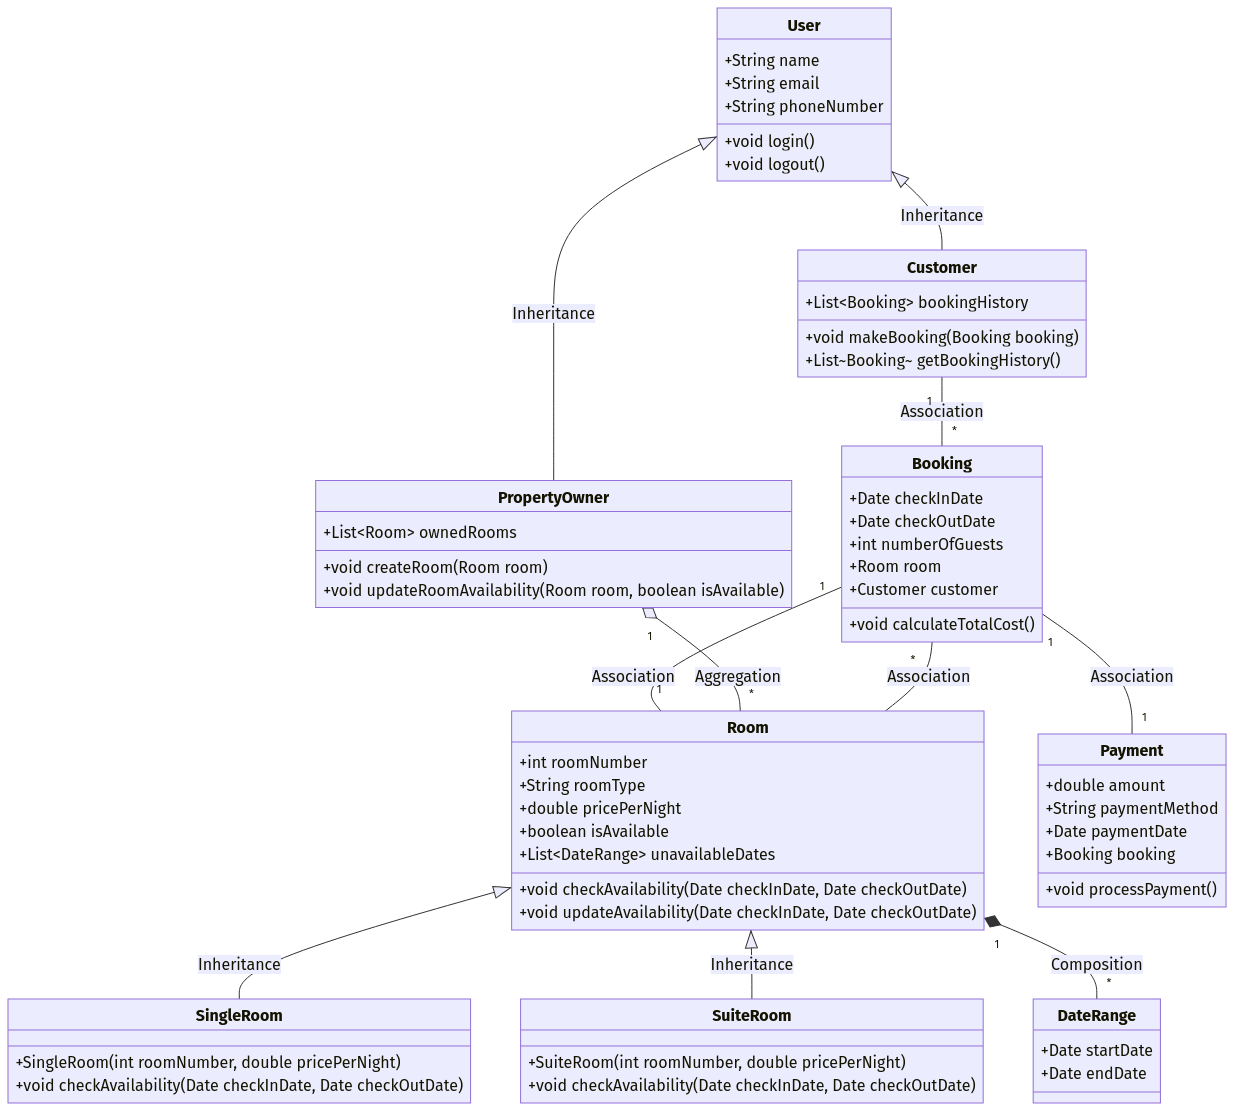 User
+String name
+String email
+String phoneNumber
+void login()
+void logout()
Inheritance
Customer
+List<Booking> bookingHistory
+void makeBooking(Booking booking)
+List~Booking~ getBookingHistory()
Inheritance
1
Association
*
Booking
+Date checkInDate
+Date checkOutDate
+int numberOfGuests
+Room room
+Customer customer
+void calculateTotalCost()
PropertyOwner
+List<Room> ownedRooms
+void createRoom(Room room)
+void updateRoomAvailability(Room room, boolean isAvailable)
1
1
*
1
Association
1
Aggregation
*
Association
Association
1
Room
+int roomNumber
+String roomType
+double pricePerNight
+boolean isAvailable
+List<DateRange> unavailableDates
+void checkAvailability(Date checkInDate, Date checkOutDate)
+void updateAvailability(Date checkInDate, Date checkOutDate)
Payment
+double amount
+String paymentMethod
+Date paymentDate
+Booking booking
+void processPayment()
Inheritance
Inheritance
1
Composition
*
SingleRoom
+SingleRoom(int roomNumber, double pricePerNight)
+void checkAvailability(Date checkInDate, Date checkOutDate)
SuiteRoom
+SuiteRoom(int roomNumber, double pricePerNight)
+void checkAvailability(Date checkInDate, Date checkOutDate)
DateRange
+Date startDate
+Date endDate